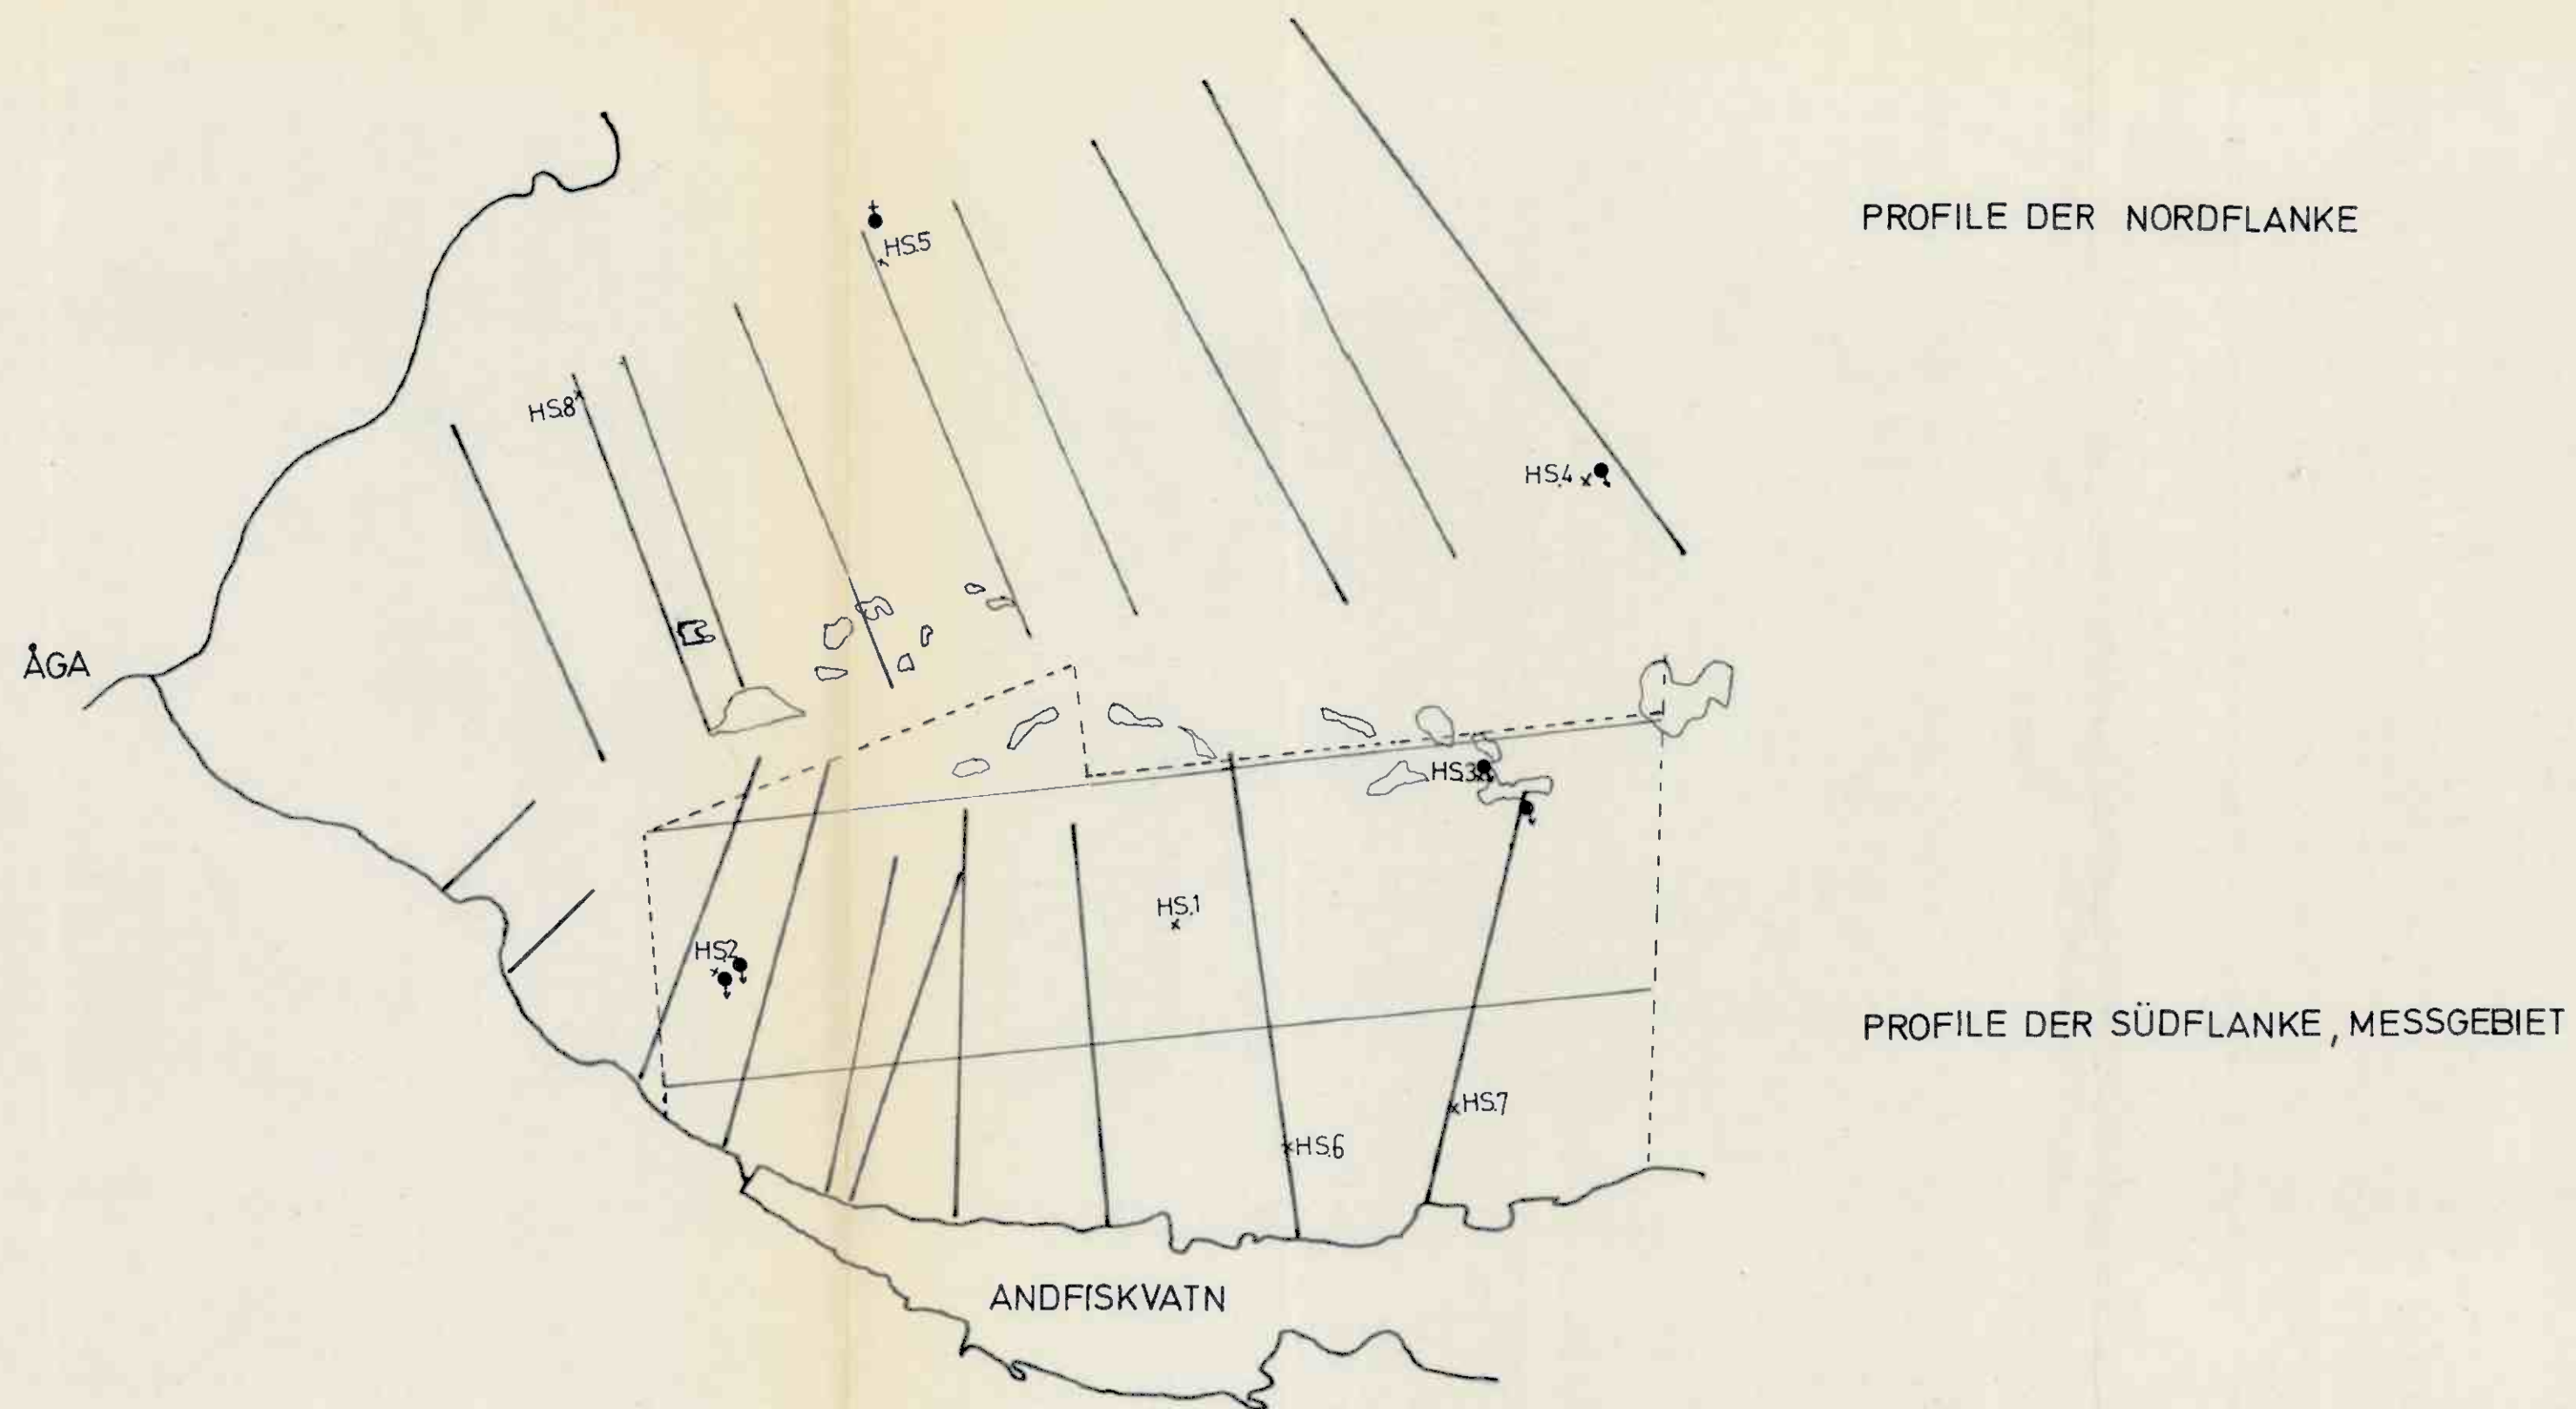 PROFILE DER NORDFLANKE
HS.5
HS.8
HS.4
ÅGA
HS.3
HS.1
HS.2
PROFILE DER SÜDFLANKE, MESSGEBIET
HS.7
HS.6
ANDFISKVATN